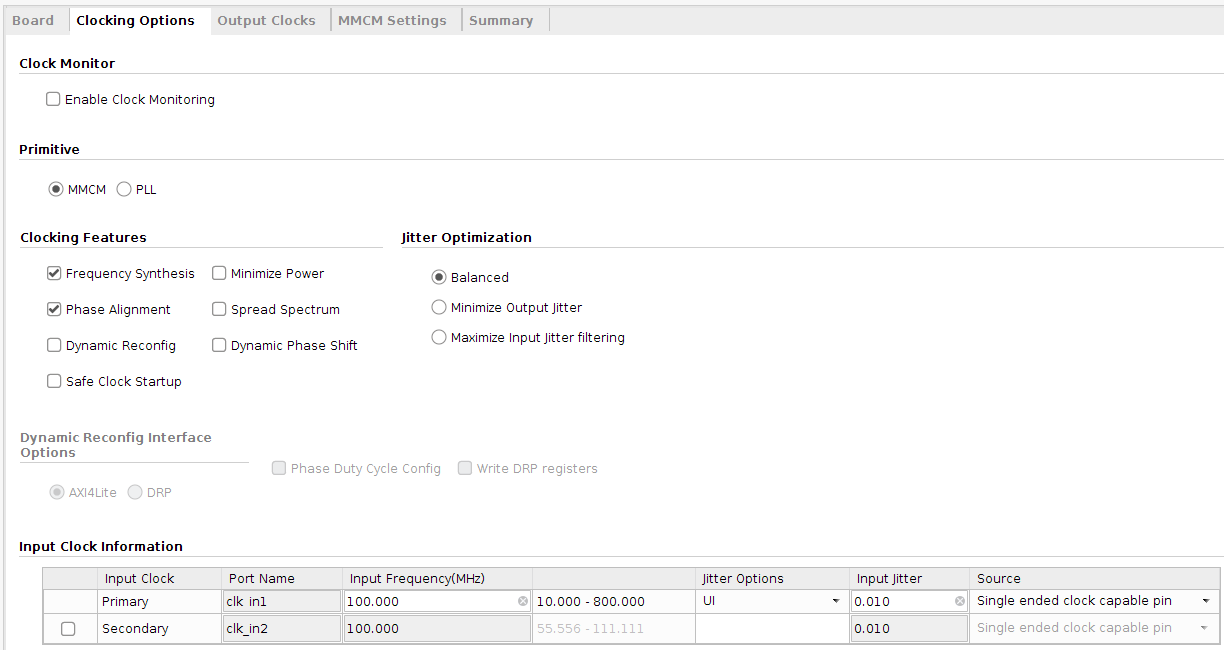 Board Clocking Options Output Clocks MMCM Settings Summary
Clock Monitor
Enable Clock Monitoring
Primitive
MMCM PLL
Clocking Features Jitter Optimization
Frequency Synthesis Minimize Power Balanced
Phase Alignment Spread Spectrum Minimize Output Jitter
Dynamic Reconfig Dynamic Phase Shift Maximize Input Jitter filtering
Safe Clock Startup
Dynamic Reconfig Interface
Options
Phase Duty Cycle Config Write DRP registers
AXI4Lite DRP
Input Clock Information
Input Clock Port Name Input Frequency(MHz) Jitter Options Input Jitter Source
Primary clk_in1 100.000 10.000 - 800.000 UI 0.010 Single ended clock capable pin
Secondary clk_in2 100.000 55.556 - 111.111 0.010 Single ended clock capable pin